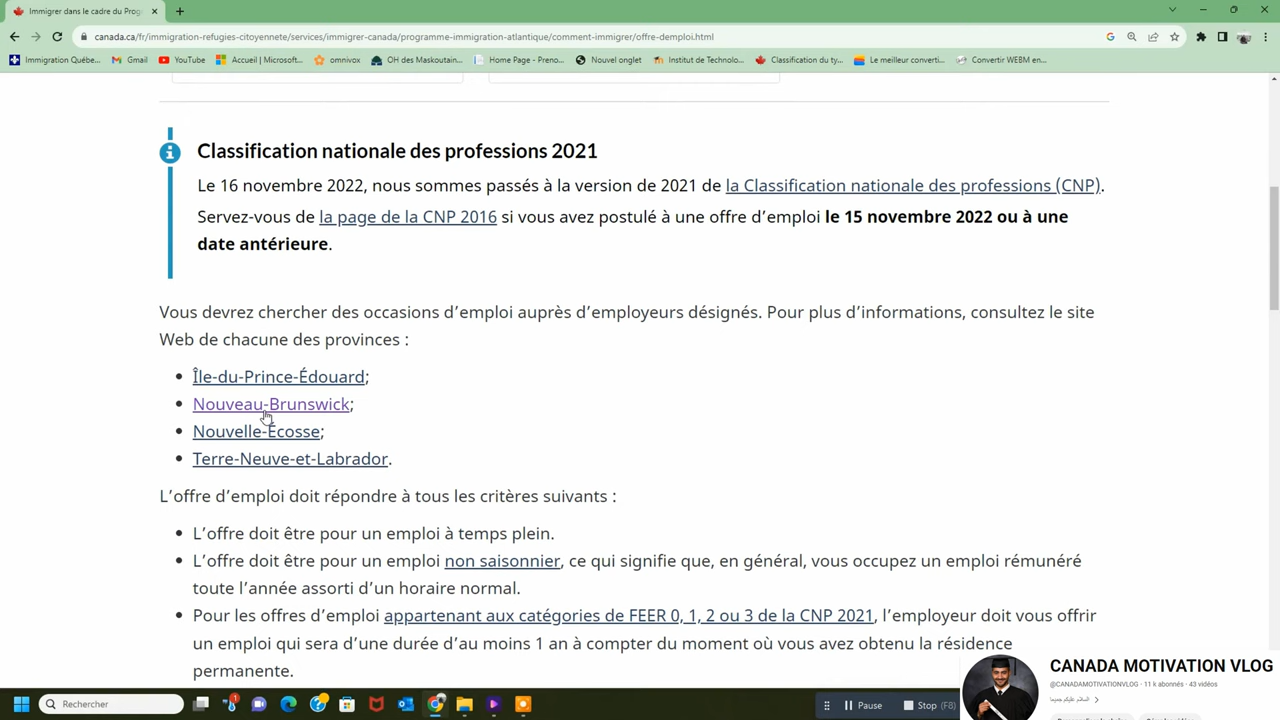 Immigrer dans le cadre du Prog
canada.ca/fr/immigration-refugies-citoyennete/services/immigrer-canada/programme-immigration-atlantique/comment-immigrer/offre-demploi.html
Immigration Québe... Gmail YouTube Accueil | Microsoft... omnivox OH des Maskoutain... Home Page - Preno... Nouvel onglet Institut de Technolo... Classification du ty... Le meilleur converti... Convertir WEBM en...
Classification nationale des professions 2021
Le 16 novembre 2022, nous sommes passés à la version de 2021 de la Classification nationale des professions (CNP).
Servez-vous de la page de la CNP 2016 si vous avez postulé à une offre d’emploi le 15 novembre 2022 ou à une
date antérieure.
Vous devrez chercher des occasions d’emploi auprès d’employeurs désignés. Pour plus d’informations, consultez le site
Web de chacune des provinces :
• Île-du-Prince-Édouard;
• Nouveau-Brunswick;
• Nouvelle-Écosse;
• Terre-Neuve-et-Labrador.
L’offre d’emploi doit répondre à tous les critères suivants :
• L’offre doit être pour un emploi à temps plein.
• L’offre doit être pour un emploi non saisonnier, ce qui signifie que, en général, vous occupez un emploi rémunéré
toute l’année assorti d’un horaire normal.
• Pour les offres d’emploi appartenant aux catégories de FEER 0, 1, 2 ou 3 de la CNP 2021, l’employeur doit vous offrir
un emploi qui sera d’une durée d’au moins 1 an à compter du moment où vous avez obtenu la résidence
permanente.
CANADA MOTIVATION VLOG
@CANADAMOTIVATIONVLOG · 11 k abonnés · 43 vidéos
السلام عليكم جميعا
Rechercher
Pause
Stop (F8)